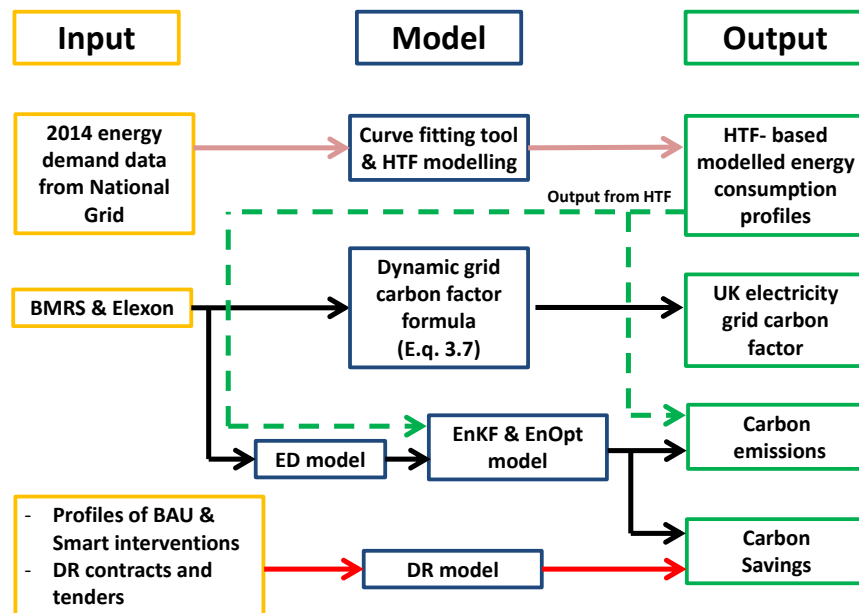 Input
Model
Output
2014 energy
demand data
from National
Grid
Curve fitting tool
& HTF modelling
HTF- based
modelled energy
consumption
profiles
Output from HTF
BMRS & Elexon
Dynamic grid
carbon factor
formula
(E.q. 3.7)
UK electricity
grid carbon
factor
ED model
EnKF & EnOpt
model
Carbon
emissions
- Profiles of BAU &
Smart interventions
- DR contracts and
tenders
DR model
Carbon
Savings